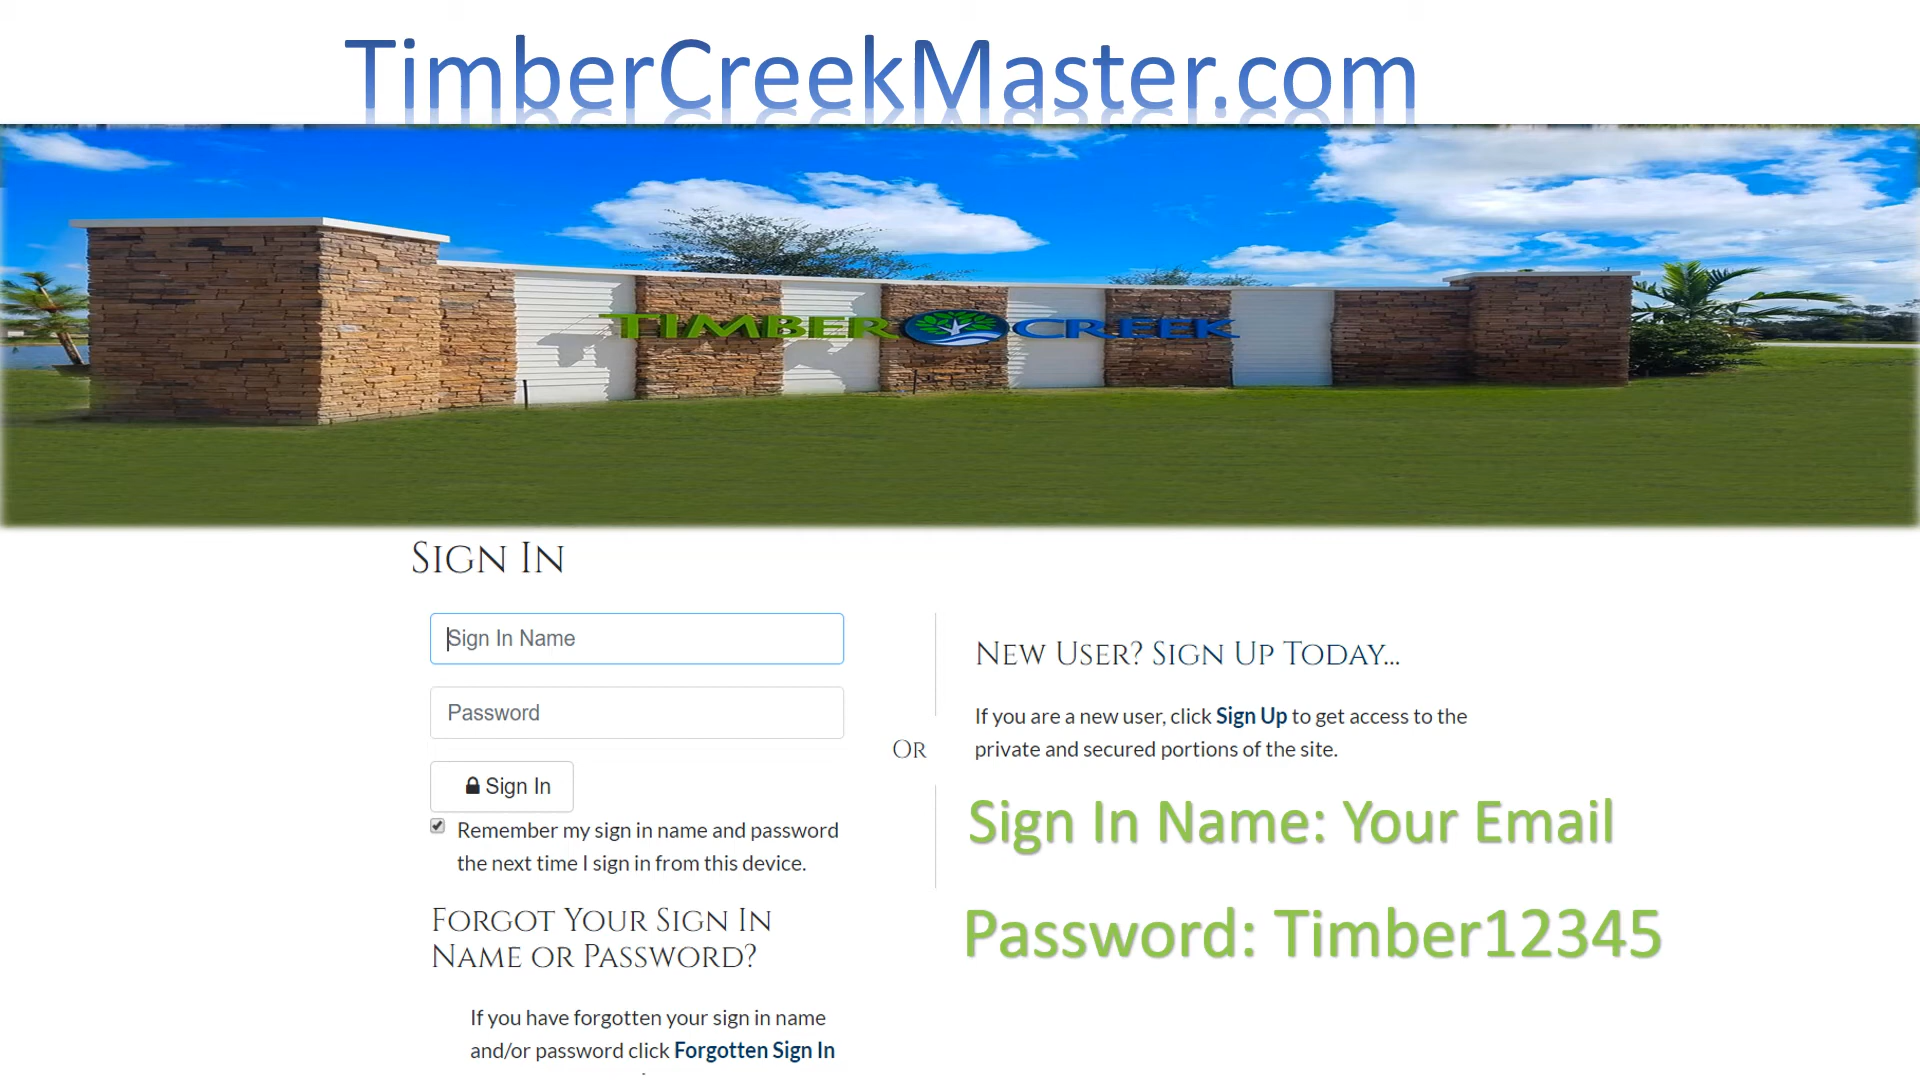 TimberCreekMaster.com
TIMBER CREEK
SIGN IN
Sign In Name
Password
Sign In
Remember my sign in name and password
the next time I sign in from this device.
FORGOT YOUR SIGN IN
NAME OR PASSWORD?
If you have forgotten your sign in name
and/or password click Forgotten Sign In
OR
NEW USER? SIGN UP TODAY...
If you are a new user, click Sign Up to get access to the
private and secured portions of the site.
Sign In Name: Your Email
Password: Timber12345